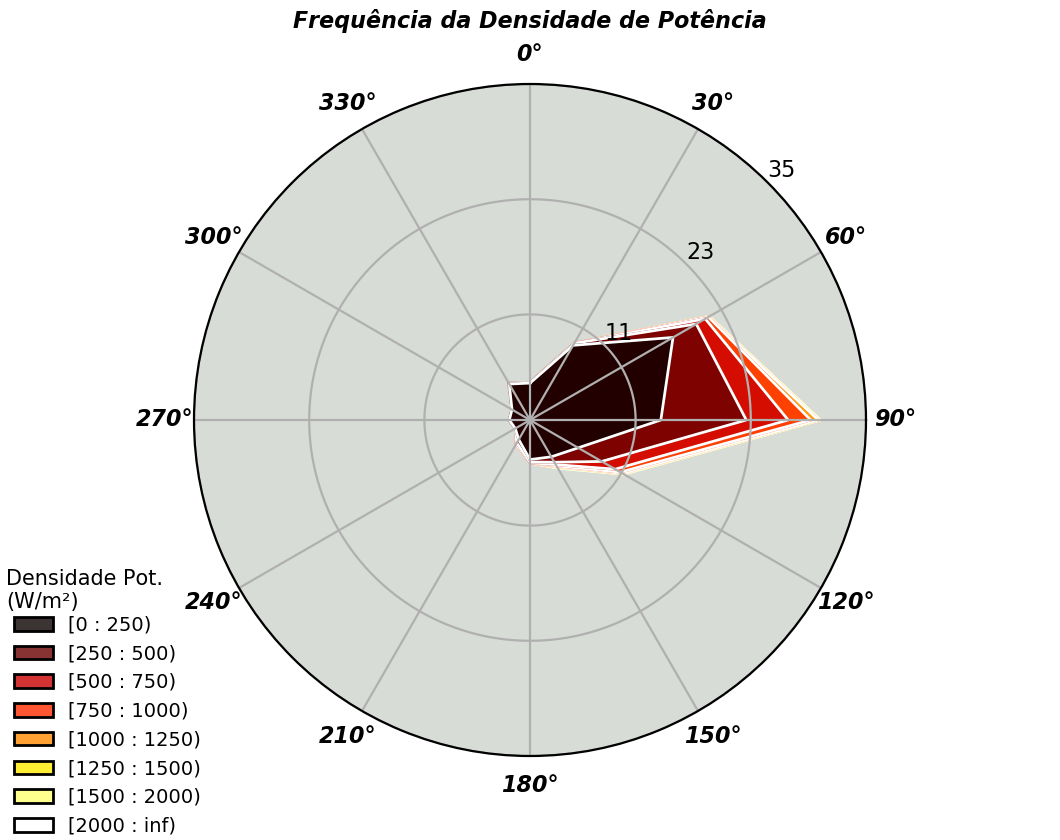 Frequência da Densidade de Potência
0°
330°
30°
35
300°
60°
23
11
270°
90°
240°
120°
210°
150°
180°
Densidade Pot.
(W/m²)
[0 : 250)
[250 : 500)
[500 : 750)
[750 : 1000)
[1000 : 1250)
[1250 : 1500)
[1500 : 2000)
[2000 : inf)